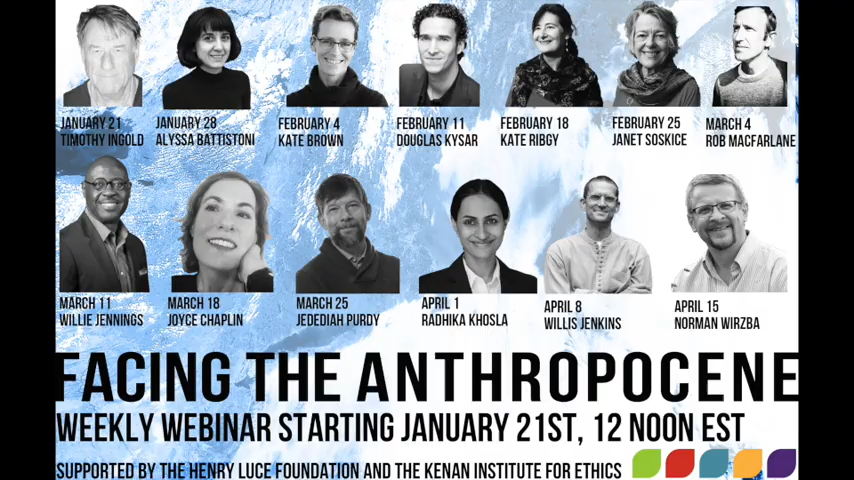 JANUARY 21
TIMOTHY INGOLD
JANUARY 28
ALYSSA BATTISTONI
FEBRUARY 4
KATE BROWN
FEBRUARY 11
DOUGLAS KYSAR
FEBRUARY 18
KATE RIBGY
FEBRUARY 25
JANET SOSKICE
MARCH 4
ROB MACFARLANE
MARCH 11
WILLIE JENNINGS
MARCH 18
JOYCE CHAPLIN
MARCH 25
JEDEDIAH PURDY
APRIL 1
RADHIKA KHOSLA
APRIL 8
WILLIS JENKINS
APRIL 15
NORMAN WIRZBA
FACING THE ANTHROPOCENE
WEEKLY WEBINAR STARTING JANUARY 21ST, 12 NOON EST
SUPPORTED BY THE HENRY LUCE FOUNDATION AND THE KENAN INSTITUTE FOR ETHICS